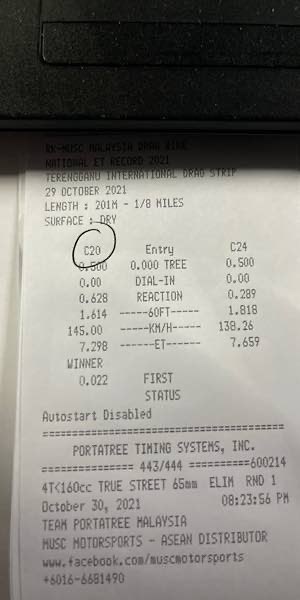 RK-MUSC MALAYSIA DRAG BIKE
NATIONAL ET RECORD 2021
TERENGGANU INTERNATIONAL DRAG STRIP
29 OCTOBER 2021
LENGTH : 201M - 1/8 MILES
SURFACE : DRY
C20 Entry C24
0.500 0.000 TREE 0.500
0.00 DIAL-IN 0.00
0.628 REACTION 0.289
1.614 -----60FT----- 1.818
145.00 -----KM/H----- 138.26
7.298 ------ET------ 7.659
WINNER
0.022 FIRST
STATUS
Autostart Disabled
=====================================
PORTATREE TIMING SYSTEMS, INC.
============== 443/444 ==========600214
4T<160cc TRUE STREET 65mm ELIM RND 1
October 30, 2021 08:23:56 PM
TEAM PORTATREE MALAYSIA
MUSC MOTORSPORTS - ASEAN DISTRIBUTOR
www.facebook.com/muscmotorsports
+6016-6681490